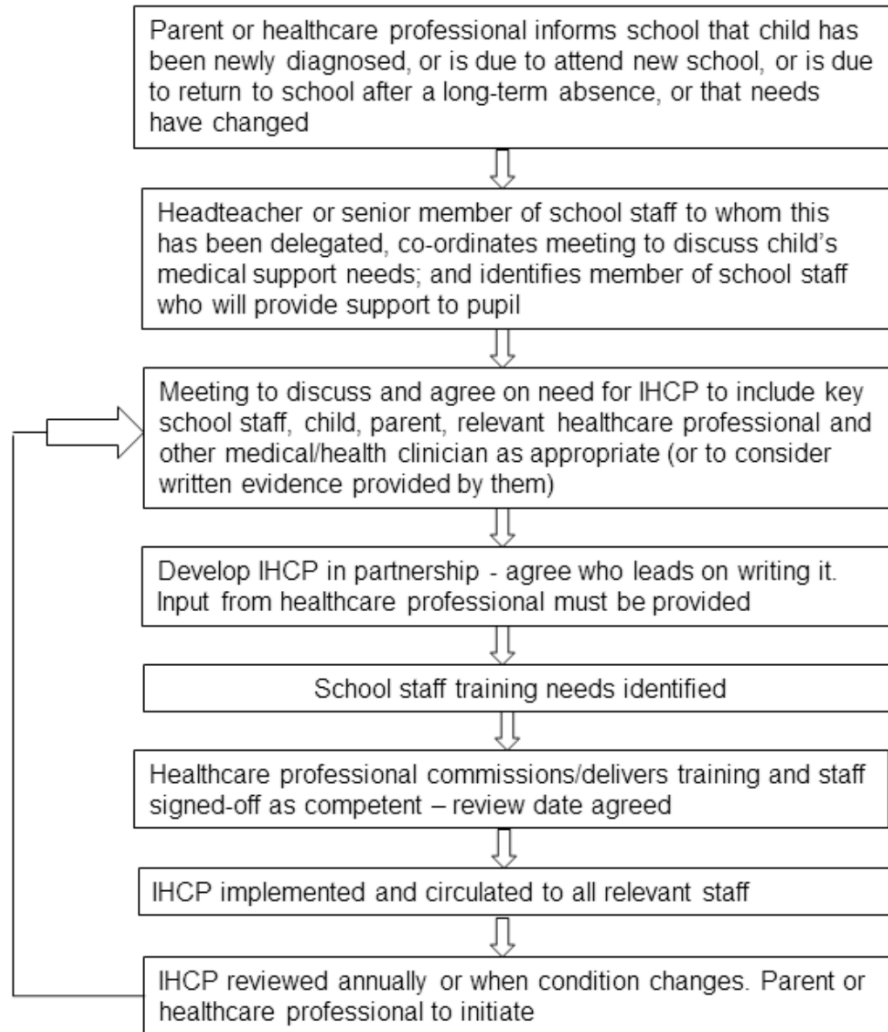 Parent or healthcare professional informs school that child has
been newly diagnosed, or is due to attend new school, or is due
to return to school after a long-term absence, or that needs
have changed
Headteacher or senior member of school staff to whom this
has been delegated, co-ordinates meeting to discuss child's
medical support needs; and identifies member of school staff
who will provide support to pupil
Meeting to discuss and agree on need for IHCP to include key
school staff, child, parent, relevant healthcare professional and
other medical/health clinician as appropriate (or to consider
written evidence provided by them)
Develop IHCP in partnership - agree who leads on writing it.
Input from healthcare professional must be provided
School staff training needs identified
Healthcare professional commissions/delivers training and staff
signed-off as competent – review date agreed
IHCP implemented and circulated to all relevant staff
IHCP reviewed annually or when condition changes. Parent or
healthcare professional to initiate